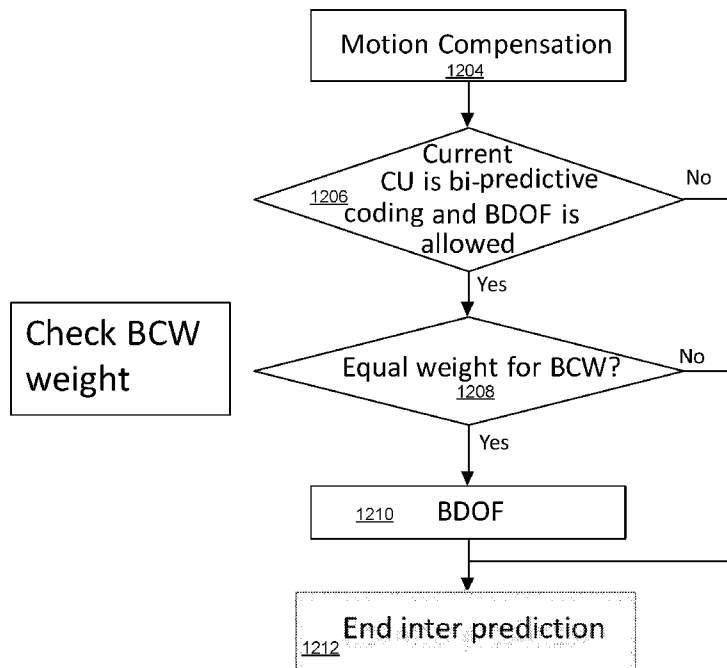 Motion Compensation
1204
Current
CU is bi-predictive
1206
coding and BDOF is
allowed
No
Yes
Check BCW
weight
Equal weight for BCW?
1208
No
Yes
1210 BDOF
End inter prediction
1212